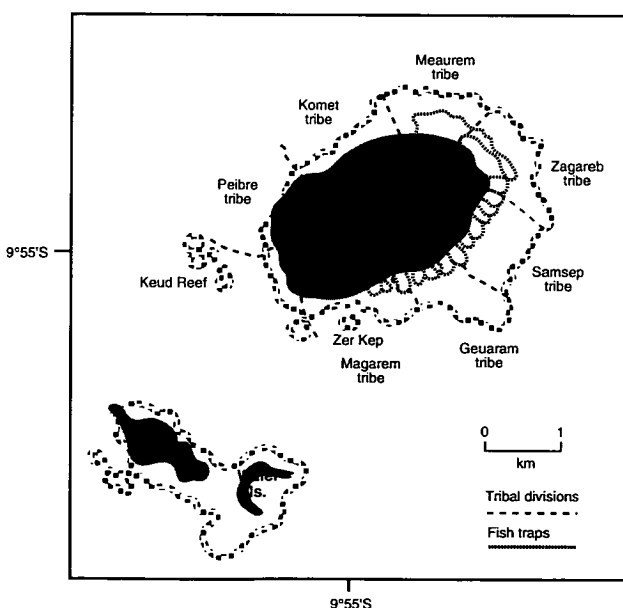 Meaurem
tribe
Komet
tribe
Zagareb
tribe
Peibre
tribe
9°55'S
Keud Reef
Samsep
tribe
Zer Kep
Geuaram
tribe
Magarem
tribe
0 1
km
Is.
Tribal divisions
Fish traps
9°55'S